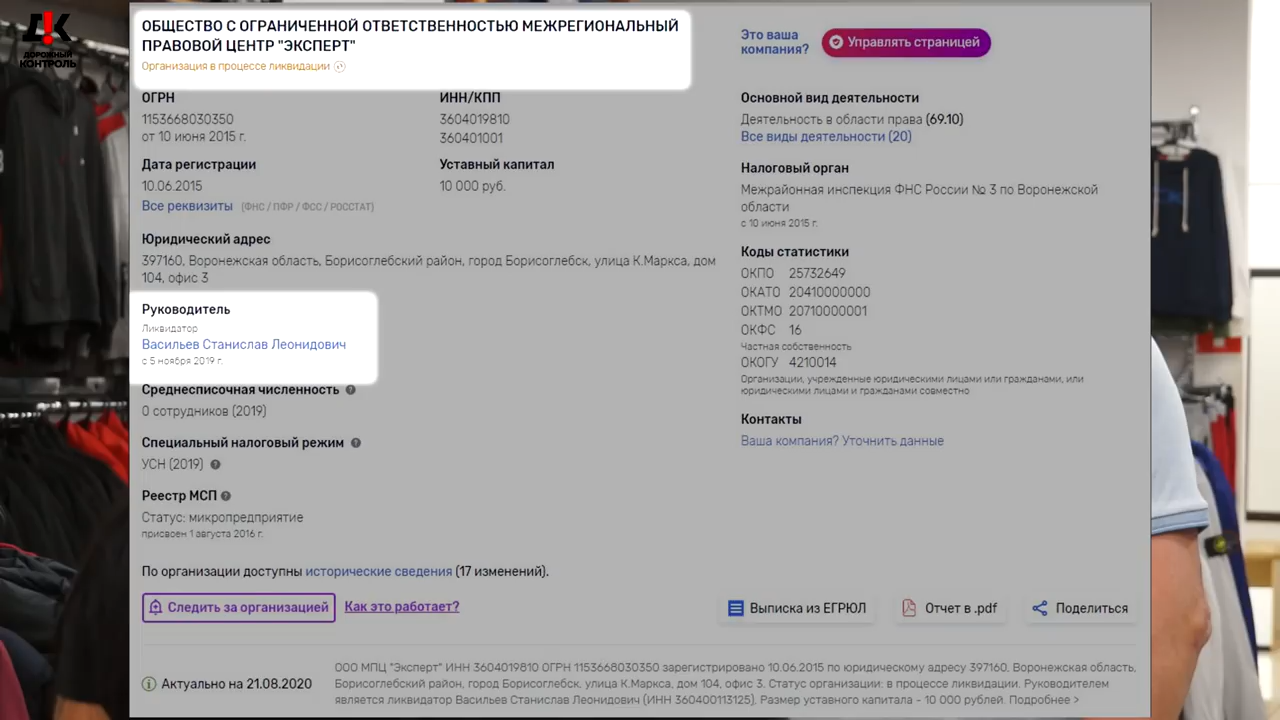 ДК
ДОРОЖНЫЙ
КОНТРОЛЬ
ОБЩЕСТВО С ОГРАНИЧЕННОЙ ОТВЕТСТВЕННОСТЬЮ МЕЖРЕГИОНАЛЬНЫЙ
ПРАВОВОЙ ЦЕНТР "ЭКСПЕРТ"
Организация в процессе ликвидации
Это ваша
компания?
Управлять страницей
ОГРН
1153668030350
от 10 июня 2015 г.
ИНН/КПП
3604019810
360401001
Дата регистрации
10.06.2015
Уставный капитал
10 000 руб.
Все реквизиты (ФНС / ПФР / ФСС / РОССТАТ)
Юридический адрес
397160, Воронежская область, Борисоглебский район, город Борисоглебск, улица К.Маркса, дом
104, офис 3
Руководитель
Ликвидатор
Васильев Станислав Леонидович
с 5 ноября 2019 г.
Среднесписочная численность ?
0 сотрудников (2019)
Специальный налоговый режим ?
УСН (2019) ?
Реестр МСП ?
Статус: микропредприятие
присвоен 1 августа 2016 г.
Основной вид деятельности
Деятельность в области права (69.10)
Все виды деятельности (20)
Налоговый орган
Межрайонная инспекция ФНС России № 3 по Воронежской
области
с 10 июня 2015 г.
Коды статистики
ОКПО 25732649
ОКАТО 20410000000
ОКТМО 20710000001
ОКФС 16
Частная собственность
ОКОГУ 4210014
Организации, учрежденные юридическими лицами или гражданами, или
юридическими лицами и гражданами совместно
Контакты
Ваша компания? Уточнить данные
По организации доступны исторические сведения (17 изменений).
Следить за организацией Как это работает?
Выписка из ЕГРЮЛ Отчет в .pdf Поделиться
Актуально на 21.08.2020
ООО МПЦ "Эксперт" ИНН 3604019810 ОГРН 1153668030350 зарегистрировано 10.06.2015 по юридическому адресу 397160, Воронежская область,
Борисоглебский район, город Борисоглебск, улица К.Маркса, дом 104, офис 3. Статус организации: в процессе ликвидации. Руководителем
является ликвидатор Васильев Станислав Леонидович (ИНН 360400113125). Размер уставного капитала - 10 000 рублей. Подробнее >